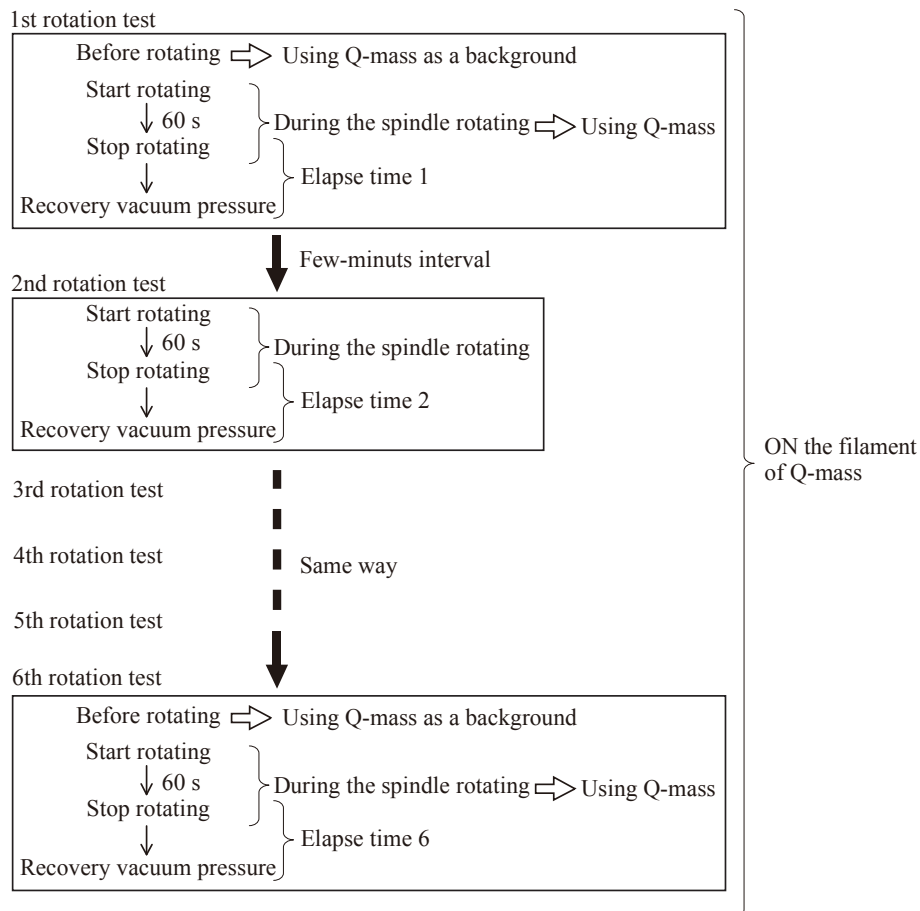 1st rotation test
Before rotating Using Q-mass as a background
Start rotating
60 s
During the spindle rotating Using Q-mass
Stop rotating
Elapse time 1
Recovery vacuum pressure
Few-minuts interval
2nd rotation test
Start rotating
60 s
During the spindle rotating
Stop rotating
Elapse time 2
Recovery vacuum pressure
ON the filament
of Q-mass
3rd rotation test
4th rotation test
Same way
5th rotation test
6th rotation test
Before rotating Using Q-mass as a background
Start rotating
60 s
During the spindle rotating Using Q-mass
Stop rotating
Elapse time 6
Recovery vacuum pressure